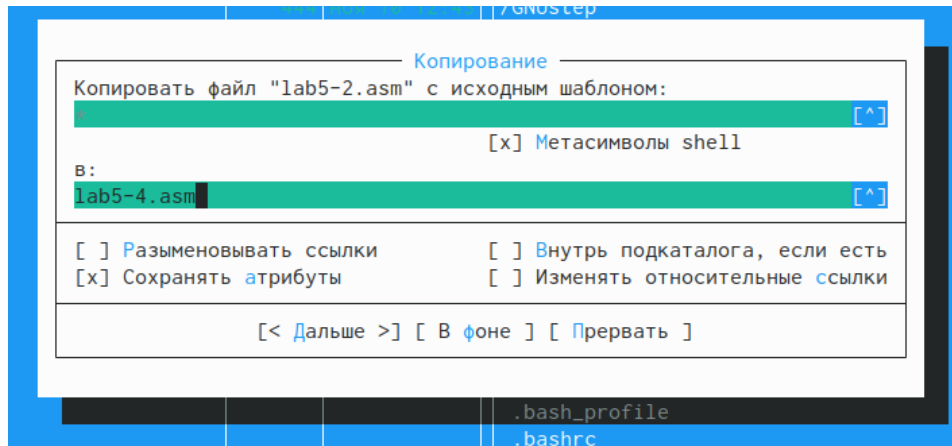 /GNUstep
Копирование
Копировать файл "lab5-2.asm" с исходным шаблоном:
* [^]
[x] Метасимволы shell
в:
lab5-4.asm [^]
[ ] Разыменовывать ссылки [ ] Внутрь подкаталога, если есть
[x] Сохранять атрибуты [ ] Изменять относительные ссылки
[< Дальше >] [ В фоне ] [ Прервать ]
.bash_profile
.bashrc